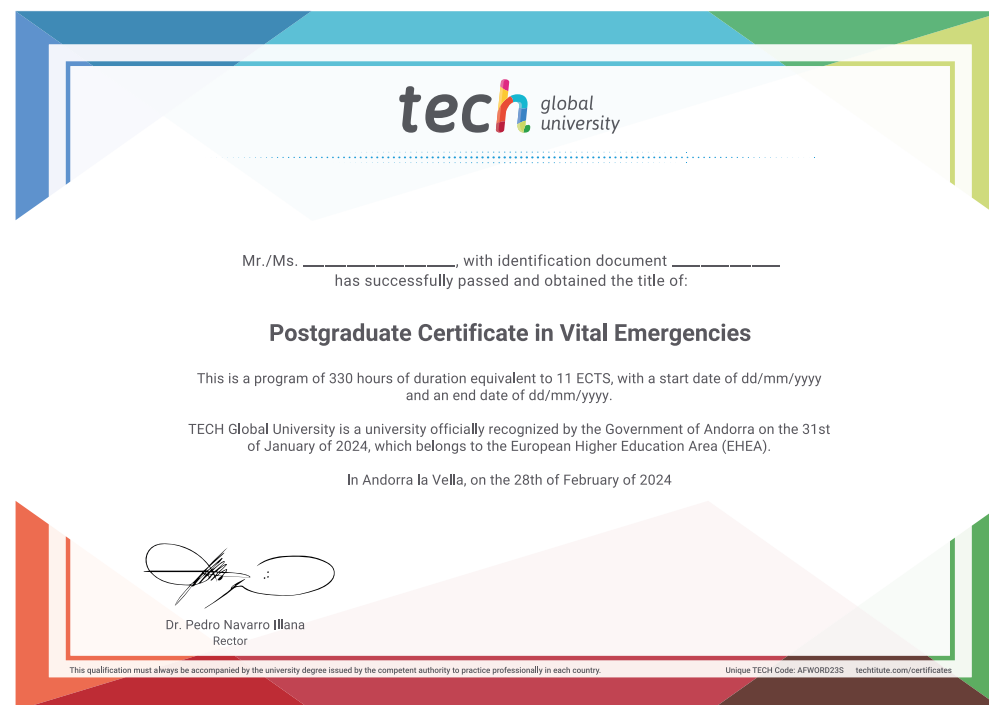 tech global
university
Mr./Ms. ____________, with identification document ________
has successfully passed and obtained the title of:
Postgraduate Certificate in Vital Emergencies
This is a program of 330 hours of duration equivalent to 11 ECTS, with a start date of dd/mm/yyyy
and an end date of dd/mm/yyyy.
TECH Global University is a university officially recognized by the Government of Andorra on the 31st
of January of 2024, which belongs to the European Higher Education Area (EHEA).
In Andorra la Vella, on the 28th of February of 2024
Dr. Pedro Navarro Illana
Rector
This qualification must always be accompanied by the university degree issued by the competent authority to practice professionally in each country. Unique TECH Code: AFWORD23S techtitute.com/certificates